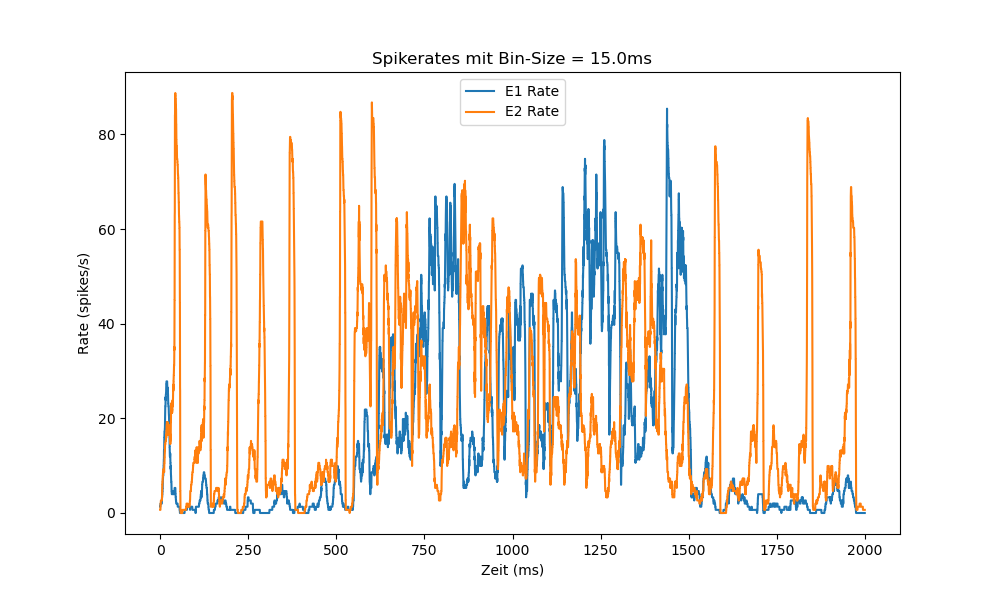 Spikerates mit Bin-Size = 15.0ms
E1 Rate
E2 Rate
Rate (spikes/s)
80
60
40
20
0
0 250 500 750 1000 1250 1500 1750 2000
Zeit (ms)